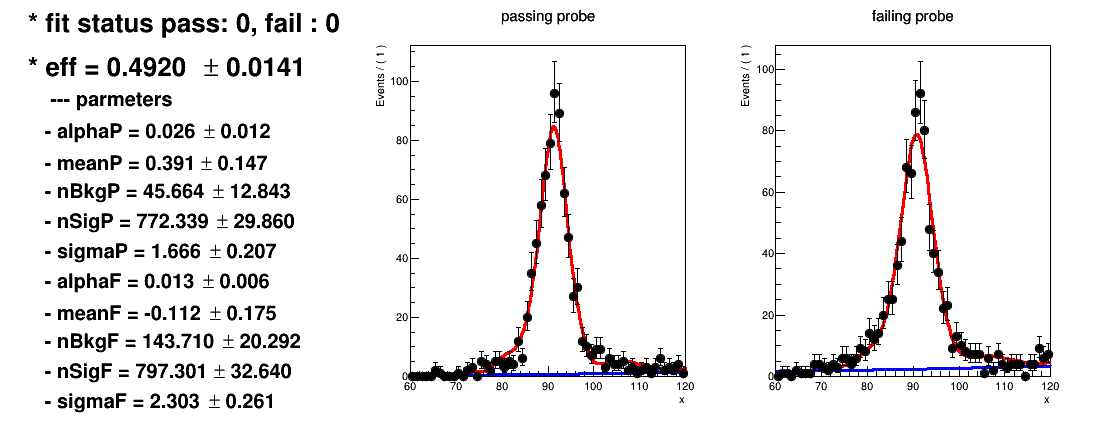 * fit status pass: 0, fail : 0
* eff = 0.4920 ± 0.0141
--- parmeters
- alphaP = 0.026 ± 0.012
- meanP = 0.391 ± 0.147
- nBkgP = 45.664 ± 12.843
- nSigP = 772.339 ± 29.860
- sigmaP = 1.666 ± 0.207
- alphaF = 0.013 ± 0.006
- meanF = -0.112 ± 0.175
- nBkgF = 143.710 ± 20.292
- nSigF = 797.301 ± 32.640
- sigmaF = 2.303 ± 0.261
passing probe
Events / ( 1 )
100
80
60
40
20
0
60 70 80 90 100 110 120
x
failing probe
Events / ( 1 )
100
80
60
40
20
0
60 70 80 90 100 110 120
x